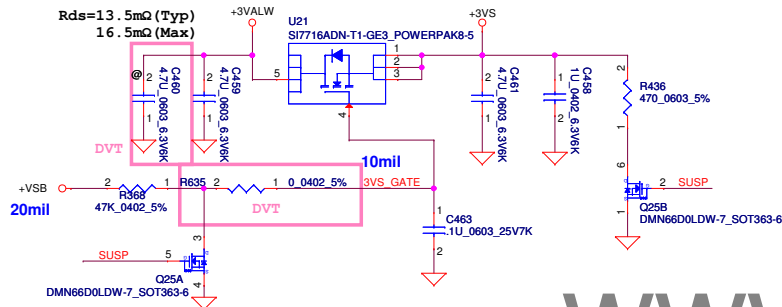 Rds=13.5mΩ(Typ)
16.5mΩ(Max)
+3VALW
U21
SI7716ADN-T1-GE3_POWERPAK8-5
+3VS
5
1
2
3
4
@
2
1
C460
4.7U_0603_6.3V6K
2
1
C459
4.7U_0603_6.3V6K
2
1
C461
4.7U_0603_6.3V6K
1
2
C458
1U_0402_6.3V6K
2
R436
470_0603_5%
1
DVT
10mil
+VSB
20mil
2
1
R368
47K_0402_5%
R635
2
1
0_0402_5%
3VS_GATE
DVT
1
C463
.1U_0603_25V7K
2
6
2
SUSP
1
Q25B
DMN66D0LDW-7_SOT363-6
SUSP
5
3
4
Q25A
DMN66D0LDW-7_SOT363-6